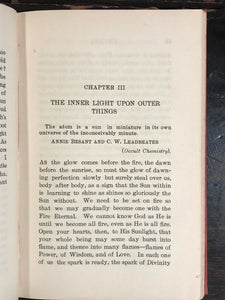 CHAPTER III
THE INNER LIGHT UPON OUTER
THINGS
The atom is a sun in miniature in its own
universe of the inconceivably minute.
ANNIE BESANT AND C. W. LEADBEATER
(Occult Chemistry).
AS the glow comes before the fire, the dawn
before the sunrise, so must the glow of dawn-
ing perfection slowly but surely steal over us,
body after body, as a sign that the Sun within
is learning to shine as shines so gloriously the
Sun without. We need to be set on fire so
that we may gradually become one with the
Fire Eternal. We cannot know God as He is
until we become all fire, even as He is all fire.
Open your hearts, then, to His Sunlight, that
your whole being may some day burst into
flame, and thence into many flames—flames of
Power, of Wisdom, and of Love. In each one
of us the spark is ready, the spark of Divinity